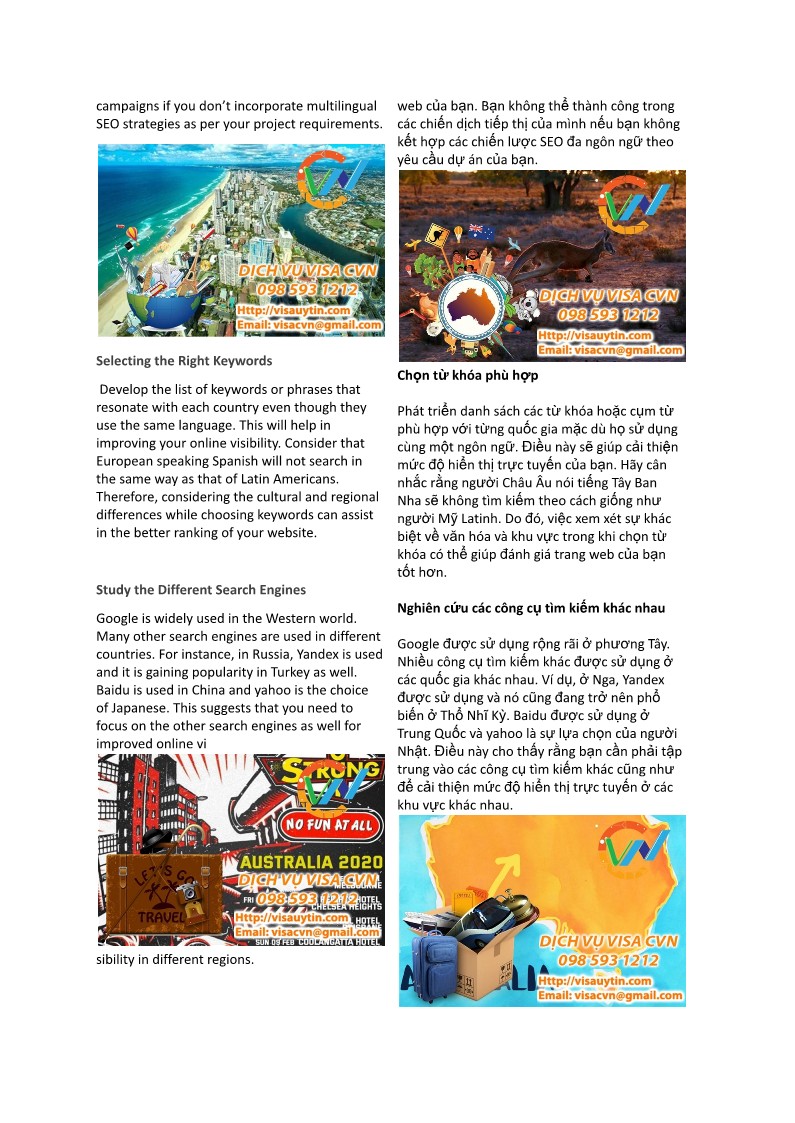 campaigns if you don’t incorporate multilingual
SEO strategies as per your project requirements.
DỊCH VỤ VISA CVN
098 593 1212
Http://visauytin.com
Email: visacvn@gmail.com
Selecting the Right Keywords
Develop the list of keywords or phrases that
resonate with each country even though they
use the same language. This will help in
improving your online visibility. Consider that
European speaking Spanish will not search in
the same way as that of Latin Americans.
Therefore, considering the cultural and regional
differences while choosing keywords can assist
in the better ranking of your website.
Study the Different Search Engines
Google is widely used in the Western world.
Many other search engines are used in different
countries. For instance, in Russia, Yandex is used
and it is gaining popularity in Turkey as well.
Baidu is used in China and yahoo is the choice
of Japanese. This suggests that you need to
focus on the other search engines as well for
improved online vi
STRONG
NO FUN AT ALL
AUSTRALIA 2020
LET'S GO
TRAVEL
DỊCH VỤ VISA CVN
MELBOURNE
FRI
098 593 1212
CHELSEA HEIGHTS
Http://visauytin.com
HOTEL
Email: visacvn@gmail.com
SUN 09 FEB COOLANGATTA HOTEL
sibility in different regions.
web của bạn. Bạn không thể thành công trong
các chiến dịch tiếp thị của mình nếu bạn không
kết hợp các chiến lược SEO đa ngôn ngữ theo
yêu cầu dự án của bạn.
DỊCH VỤ VISA CVN
098 593 1212
Http://visauytin.com
Email: visacvn@gmail.com
Chọn từ khóa phù hợp
Phát triển danh sách các từ khóa hoặc cụm từ
phù hợp với từng quốc gia mặc dù họ sử dụng
cùng một ngôn ngữ. Điều này sẽ giúp cải thiện
mức độ hiển thị trực tuyến của bạn. Hãy cân
nhắc rằng người Châu Âu nói tiếng Tây Ban
Nha sẽ không tìm kiếm theo cách giống như
người Mỹ Latinh. Do đó, việc xem xét sự khác
biệt về văn hóa và khu vực trong khi chọn từ
khóa có thể giúp đánh giá trang web của bạn
tốt hơn.
Nghiên cứu các công cụ tìm kiếm khác nhau
Google được sử dụng rộng rãi ở phương Tây.
Nhiều công cụ tìm kiếm khác được sử dụng ở
các quốc gia khác nhau. Ví dụ, ở Nga, Yandex
được sử dụng và nó cũng đang trở nên phổ
biến ở Thổ Nhĩ Kỳ. Baidu được sử dụng ở
Trung Quốc và yahoo là sự lựa chọn của người
Nhật. Điều này cho thấy rằng bạn cần phải tập
trung vào các công cụ tìm kiếm khác cũng như
để cải thiện mức độ hiển thị trực tuyến ở các
khu vực khác nhau.
DỊCH VỤ VISA CVN
098 593 1212
Http://visauytin.com
Email: visacvn@gmail.com